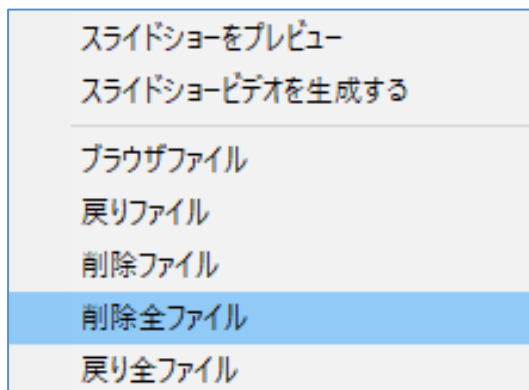 スライドショーをプレビュー
スライドショービデオを生成する
ブラウザファイル
戻りファイル
削除ファイル
削除全ファイル
戻り全ファイル